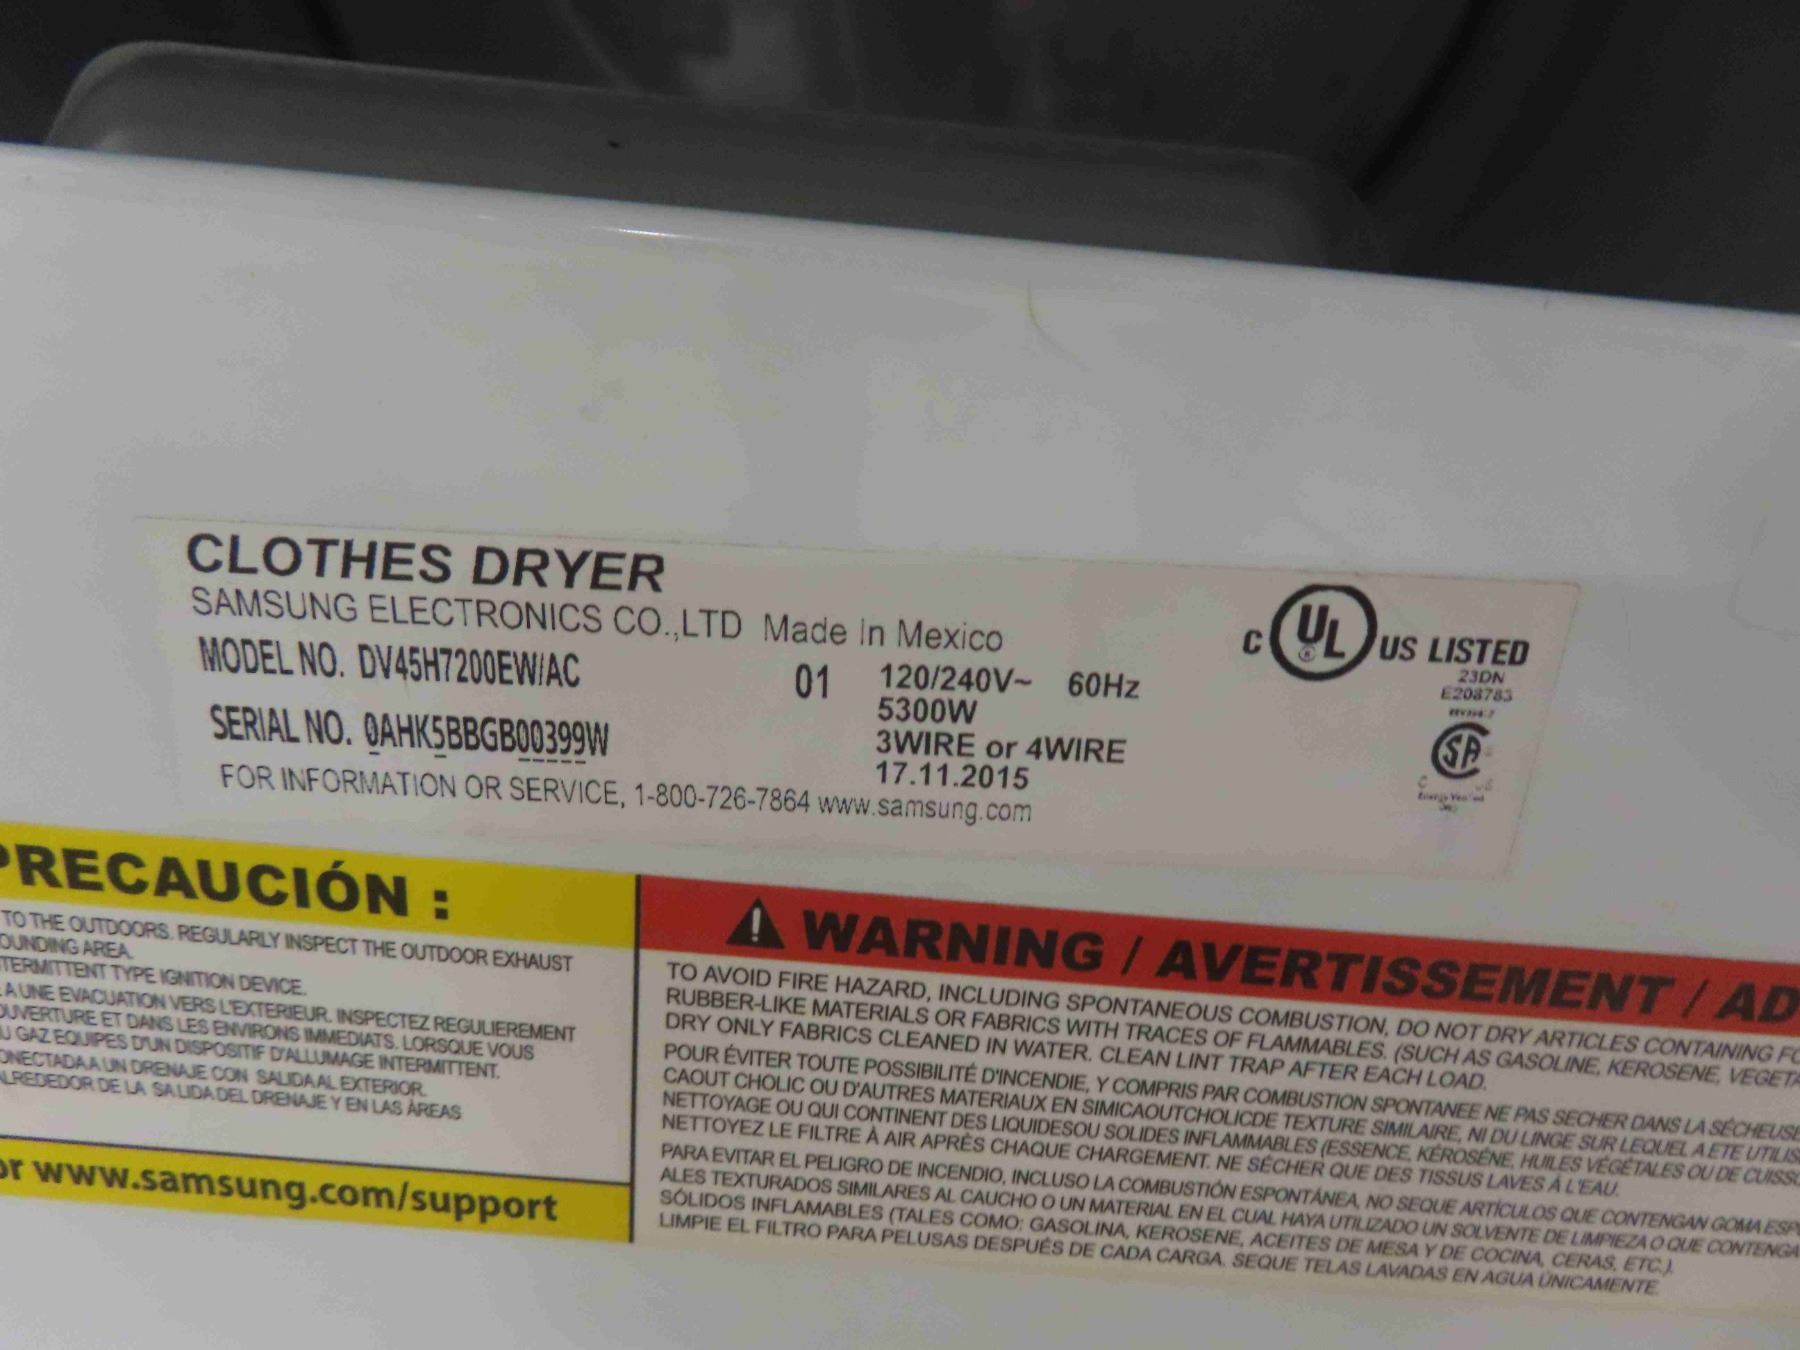 CLOTHES DRYER
SAMSUNG ELECTRONICS CO.,LTD Made in Mexico
MODEL NO. DV45H7200EW/AC 01 120/240V~ 60Hz
5300W
SERIAL NO. 0AHK5BBGB00399W 3WIRE or 4WIRE
17.11.2015
FOR INFORMATION OR SERVICE, 1-800-726-7864 www.samsung.com
C UL US LISTED
23DN
E208783
PRECAUCIÓN :
TO THE OUTDOORS. REGULARLY INSPECT THE OUTDOOR EXHAUST
OUNDING AREA.
TERMITTENT TYPE IGNITION DEVICE.
A UNE EVACUATION VERS L'EXTERIEUR. INSPECTEZ REGULIEREMENT
OUVERTURE ET DANS LES ENVIRONS IMMEDIATS. LORSQUE VOUS
U GAZ EQUIPES D'UN DISPOSITIF D'ALLUMAGE INTERMITTENT.
ONECTADA A UN DRENAJE CON SALIDA AL EXTERIOR.
ALREDEDOR DE LA SALIDA DEL DRENAJE Y EN LAS ÁREAS
or www.samsung.com/support
WARNING / AVERTISSEMENT / AD
TO AVOID FIRE HAZARD, INCLUDING SPONTANEOUS COMBUSTION, DO NOT DRY ARTICLES CONTAINING FO
RUBBER-LIKE MATERIALS OR FABRICS WITH TRACES OF FLAMMABLES. (SUCH AS GASOLINE, KEROSENE, VEGETA
DRY ONLY FABRICS CLEANED IN WATER. CLEAN LINT TRAP AFTER EACH LOAD.
POUR ÉVITER TOUTE POSSIBILITÉ D'INCENDIE, Y COMPRIS PAR COMBUSTION SPONTANEE NE PAS SECHER DANS LA SÉCHEUSE
CAOUT CHOLIC OU D'AUTRES MATERIAUX EN SIMICAOUTCHOLICDE TEXTURE SIMILAIRE, NI DU LINGE SUR LEQUEL A ETE UTILIS
NETTOYAGE OU QUI CONTINENT DES LIQUIDESOU SOLIDES INFLAMMABLES (ESSENCE, KÉROSÉNE, HUILES VÉGÉTALES OU DE CUISSO
NETTOYEZ LE FILTRE À AIR APRÈS CHAQUE CHARGEMENT. NE SÉCHER QUE DES TISSUS LAVES À L'EAU.
PARA EVITAR EL PELIGRO DE INCENDIO, INCLUSO LA COMBUSTIÓN ESPONTÁNEA, NO SEQUE ARTÍCULOS QUE CONTENGAN GOMA ESP
ALES TEXTURADOS SIMILARES AL CAUCHO O UN MATERIAL EN EL CUAL HAYA UTILIZADO UN SOLVENTE DE LIMPIEZA O QUE CONTENGA
SÓLIDOS INFLAMABLES (TALES COMO: GASOLINA, KEROSENE, ACEITES DE MESA Y DE COCINA, CERAS, ETC.).
LIMPIE EL FILTRO PARA PELUSAS DESPUÉS DE CADA CARGA. SEQUE TELAS LAVADAS EN AGUA ÚNICAMENTE.